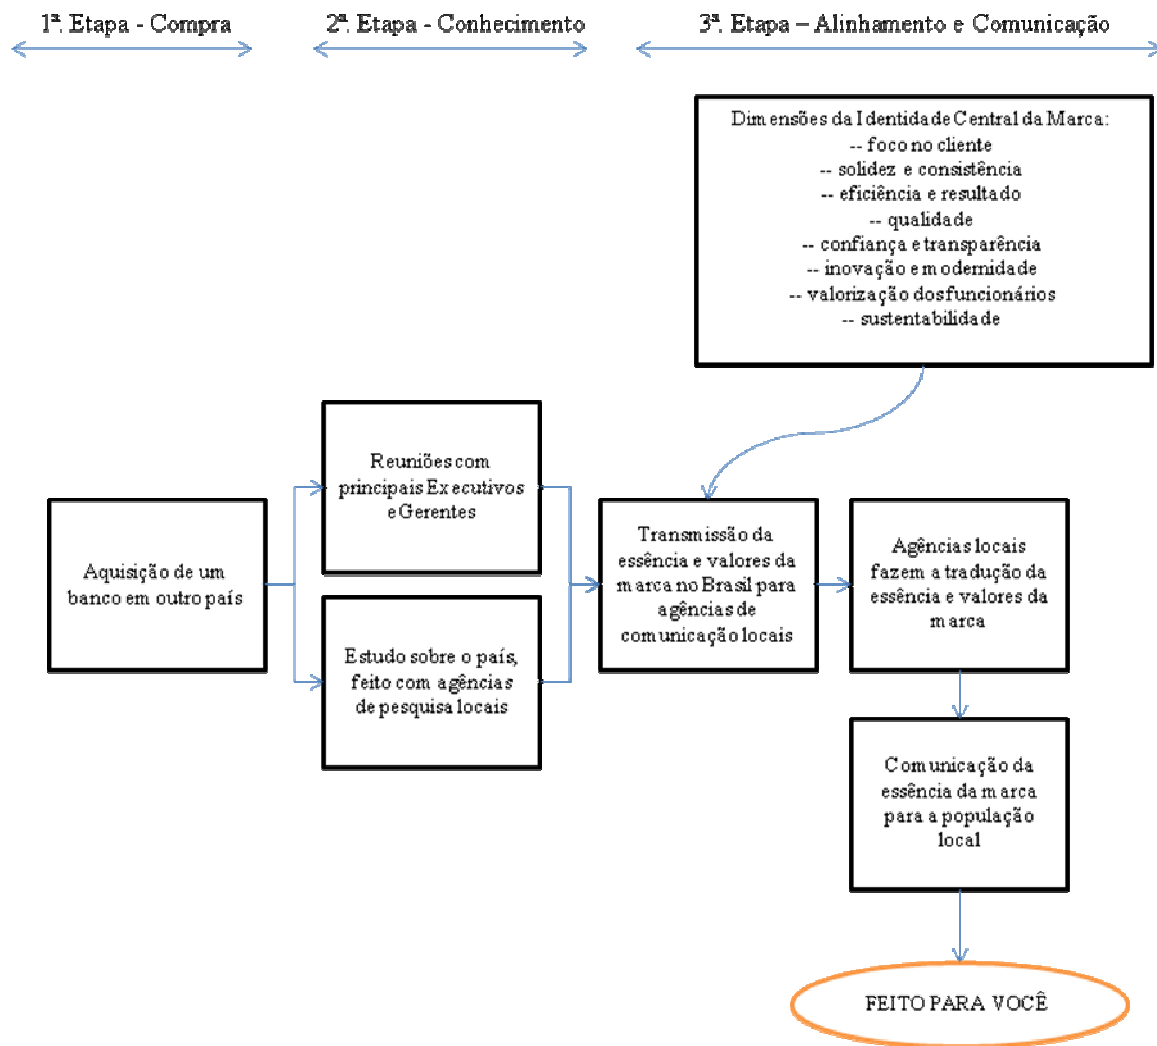 1ª. Etapa - Compra
2ª. Etapa - Conhecimento
3ª. Etapa – Alinhamento e Comunicação
Dimensões da Identidade Central da Marca:
-- foco no cliente
-- solidez e consistência
-- eficiência e resultado
-- qualidade
-- confiança e transparência
-- inovação e modernidade
-- valorização dos funcionários
-- sustentabilidade
Aquisição de um
banco em outro país
Reuniões com
principais Executivos
e Gerentes
Estudo sobre o país,
feito com agências
de pesquisa locais
Transmissão da
essência e valores da
marca no Brasil para
agências de
comunicação locais
Agências locais
fazem a tradução da
essência e valores da
marca
Comunicação da
essência da marca
para a população
local
FEITO PARA VOCÊ